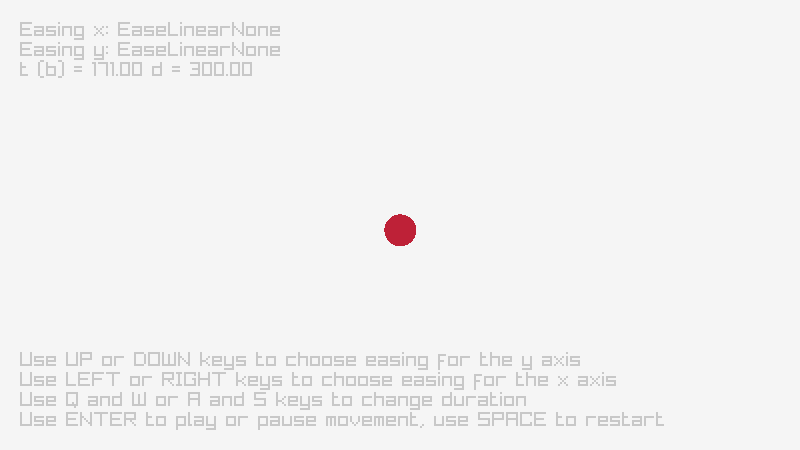 Easing x: EaseLinearNone
Easing y: EaseLinearNone
t (b) = 171.00 d = 300.00
Use UP or DOWN keys to choose easing for the y axis
Use LEFT or RIGHT keys to choose easing for the x axis
Use Q and W or A and S keys to change duration
Use ENTER to play or pause movement, use SPACE to restart